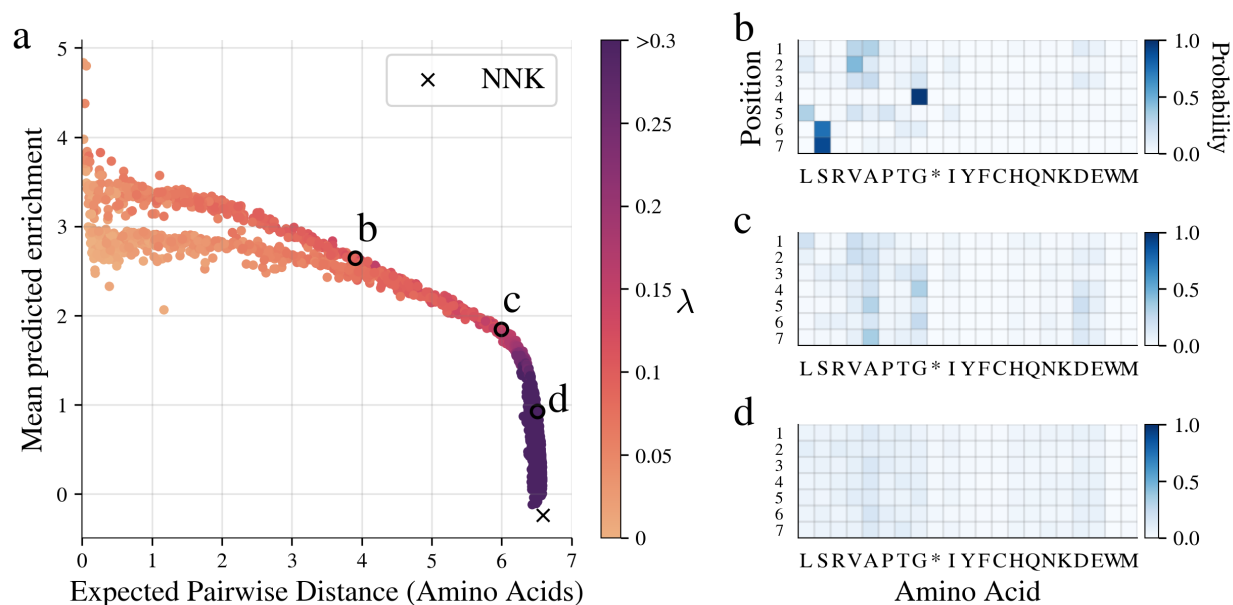 a
5
4
3
2
1
0
Mean predicted enrichment
0 1 2 3 4 5 6 7
Expected Pairwise Distance (Amino Acids)
NNK
b
c
d
>0.3
0.25
0.2
0.15
0.1
0.05
0
λ
b
Position
1
2
3
4
5
6
7
L S R V A P T G * I Y F C H Q N K D E W M
1.0
0.5
0.0
Probability
c
1
2
3
4
5
6
7
L S R V A P T G * I Y F C H Q N K D E W M
1.0
0.5
0.0
d
1
2
3
4
5
6
7
L S R V A P T G * I Y F C H Q N K D E W M
Amino Acid
1.0
0.5
0.0